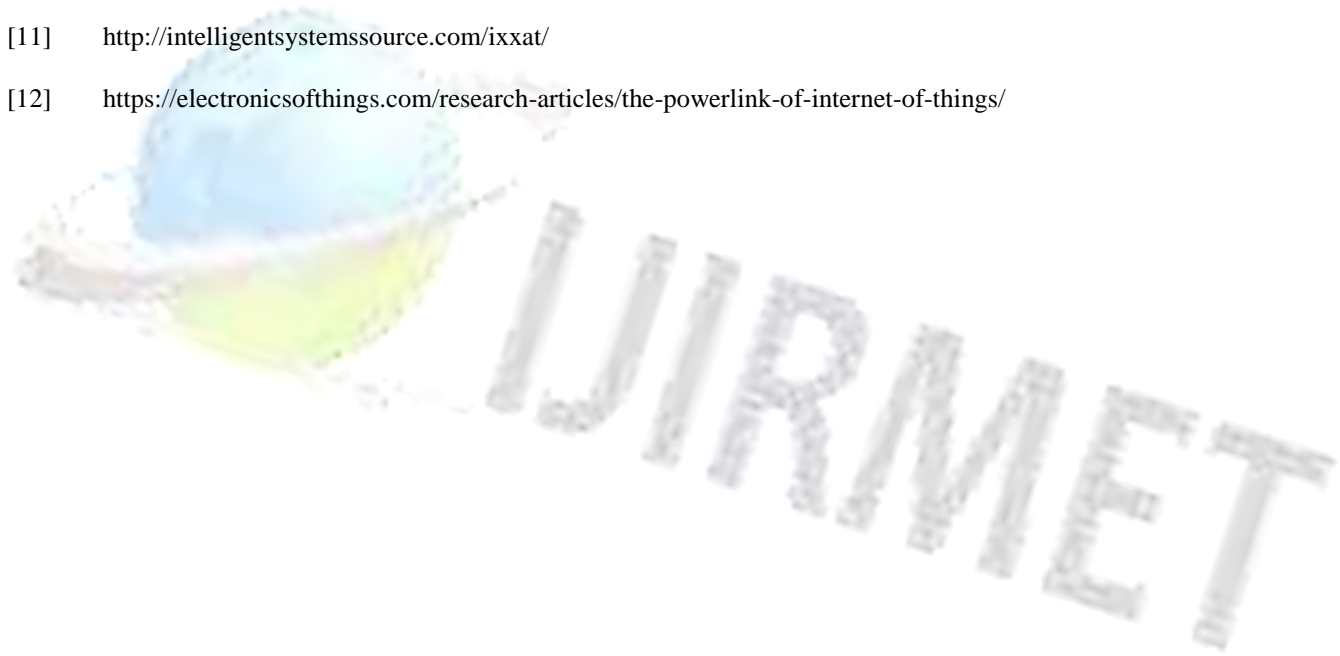 [11] http://intelligentsystemssource.com/ixxat/
[12] https://electronicsofthings.com/research-articles/the-powerlink-of-internet-of-things/
IJIRMET